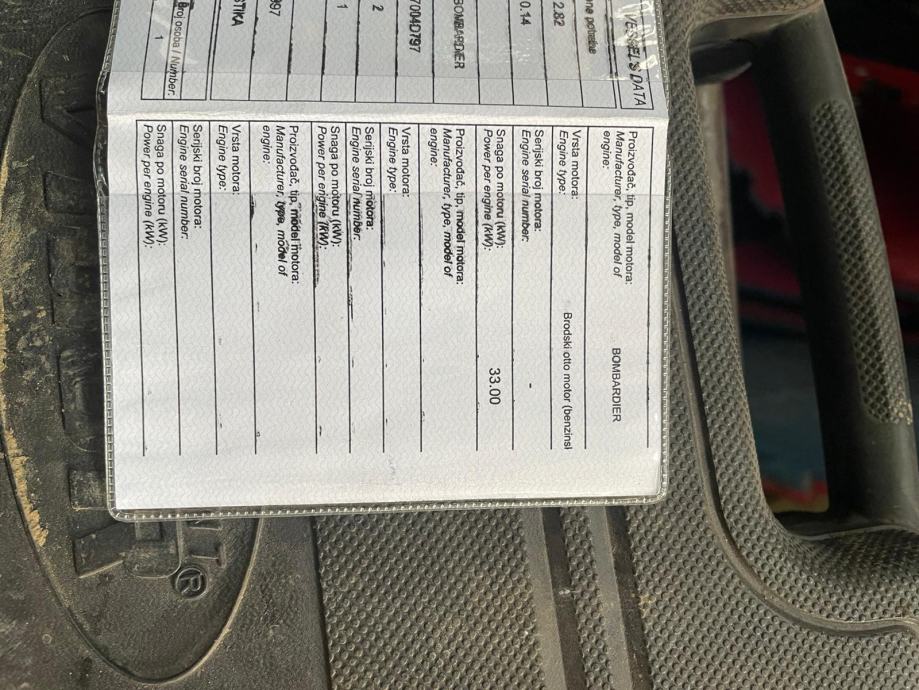 VESSEL'S DATA
2.82
0.14
BOMBARDIER
704D797
2
1
997
Broj osoba / Number:
1
Proizvođač, tip, model motora:
Manufacturer, type, model of
engine:
BOMBARDIER
Vrsta motora:
Engine type:
Brodski otto motor (benzinsl
Serijski broj motora:
Engine serial number:
-
Snaga po motoru (kW):
Power per engine (kW):
33.00
Proizvođač, tip, model motora:
Manufacturer, type, model of
engine:
Vrsta motora:
Engine type:
Serijski broj motora:
Engine serial number:
Snaga po motoru (kW):
Power per engine (kW):
Proizvođač, tip, model motora:
Manufacturer, type, model of
engine:
Vrsta motora:
Engine type:
Serijski broj motora:
Engine serial number:
Snaga po motoru (kW):
Power per engine (kW):
®